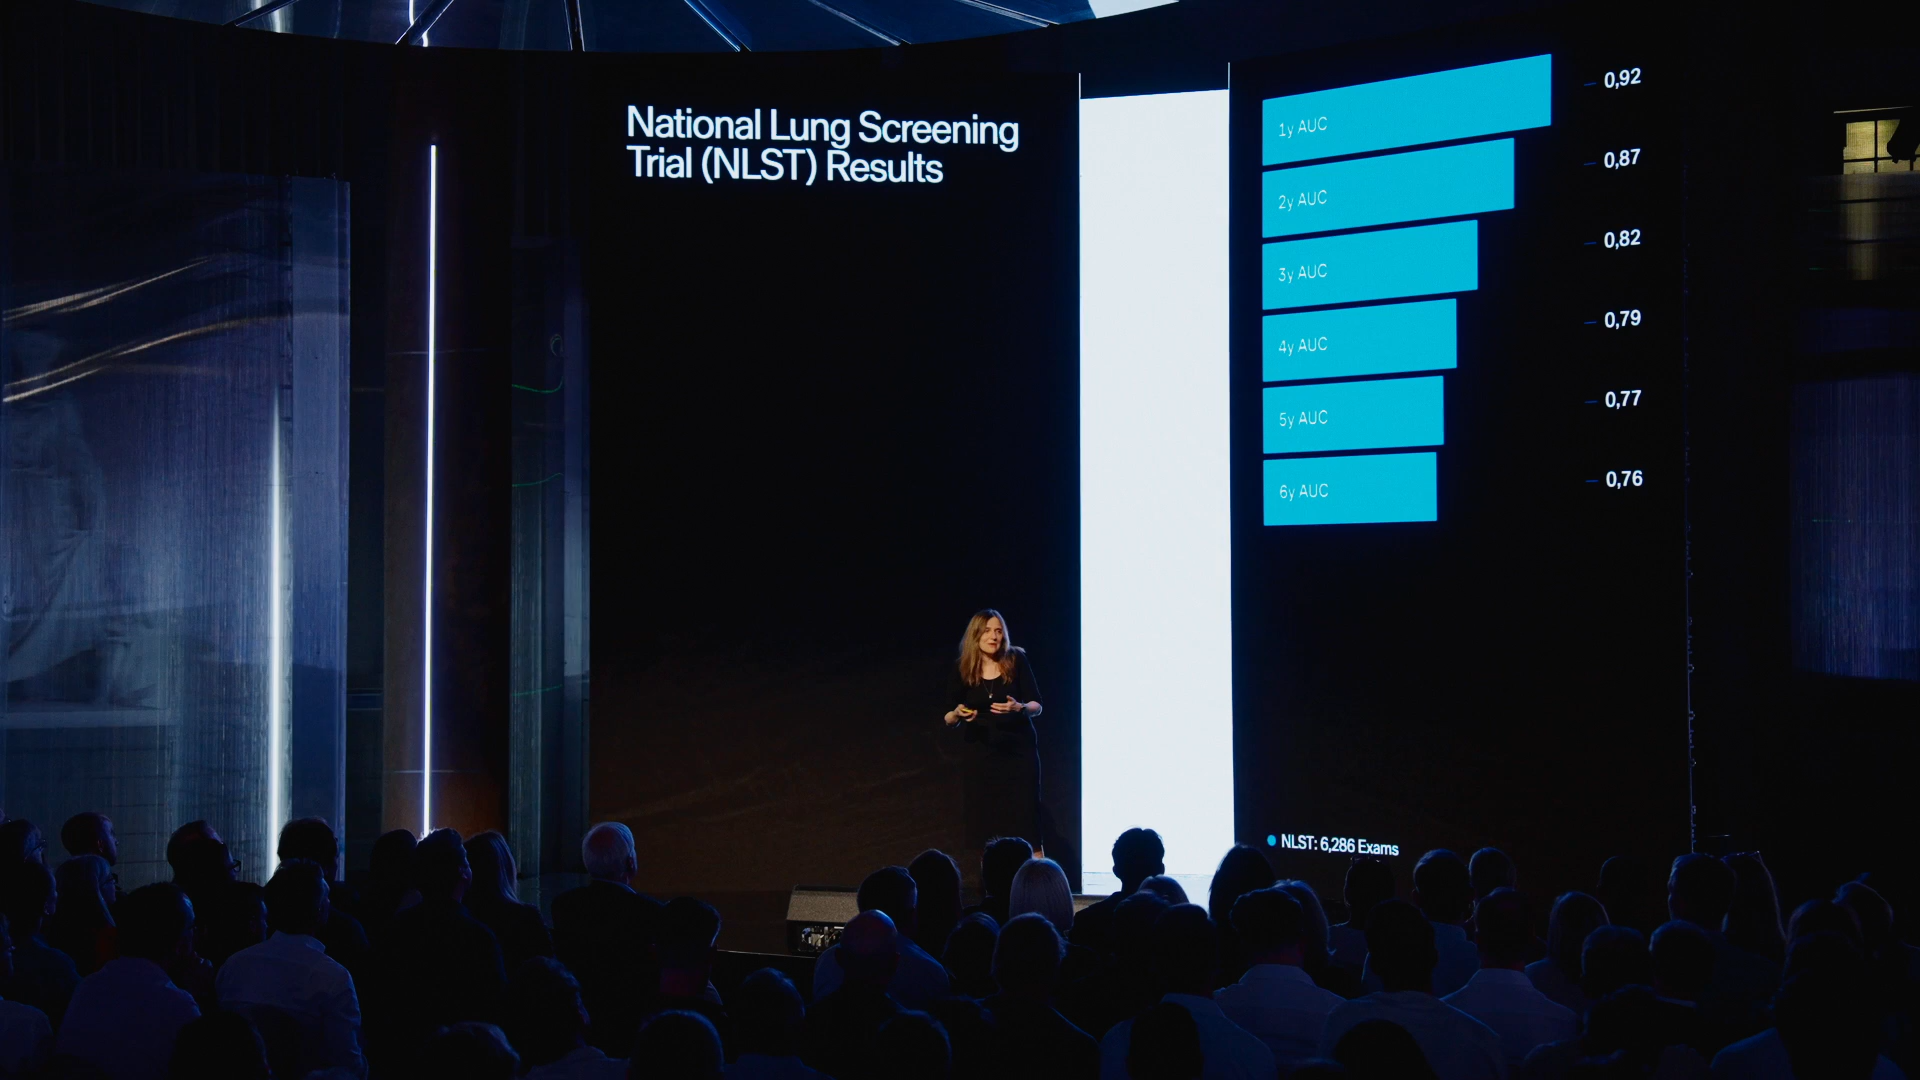 National Lung Screening
Trial (NLST) Results
1y AUC
0,92
2y AUC
0,87
3y AUC
0,82
4y AUC
0,79
5y AUC
0,77
6y AUC
0,76
NLST: 6,286 Exams